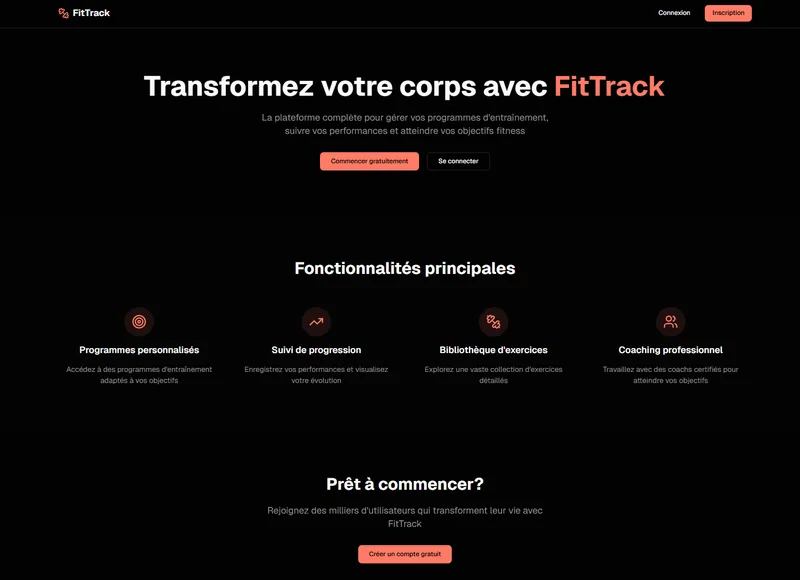 FitTrack
Connexion
Inscription
Transformez votre corps avec FitTrack
La plateforme complète pour gérer vos programmes d'entraînement,
suivre vos performances et atteindre vos objectifs fitness
Commencer gratuitement
Se connecter
Fonctionnalités principales
Programmes personnalisés
Accédez à des programmes d'entraînement
adaptés à vos objectifs
Suivi de progression
Enregistrez vos performances et visualisez
votre évolution
Bibliothèque d'exercices
Explorez une vaste collection d'exercices
détaillés
Coaching professionnel
Travaillez avec des coachs certifiés pour
atteindre vos objectifs
Prêt à commencer?
Rejoignez des milliers d'utilisateurs qui transforment leur vie avec
FitTrack
Créer un compte gratuit